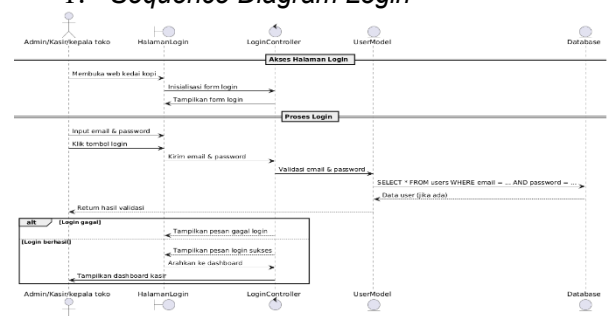 1. Sequence Diagram Login
Admin/Kasir/kepala toko
HalamanLogin
LoginController
UserModel
Database
Akses Halaman Login
Membuka web kedai kopi
Inisialisasi form login
Tampilkan form login
Proses Login
Input email & password
Klik tombol login
Kirim email & password
Validasi email & password
SELECT * FROM users WHERE email = ... AND password = ...
Data user (jika ada)
Return hasil validasi
alt [Login gagal]
Tampilkan pesan gagal login
[Login berhasil]
Tampilkan pesan login sukses
Arahkan ke dashboard
Tampilkan dashboard kasir
Admin/Kasir/kepala toko
HalamanLogin
LoginController
UserModel
Database